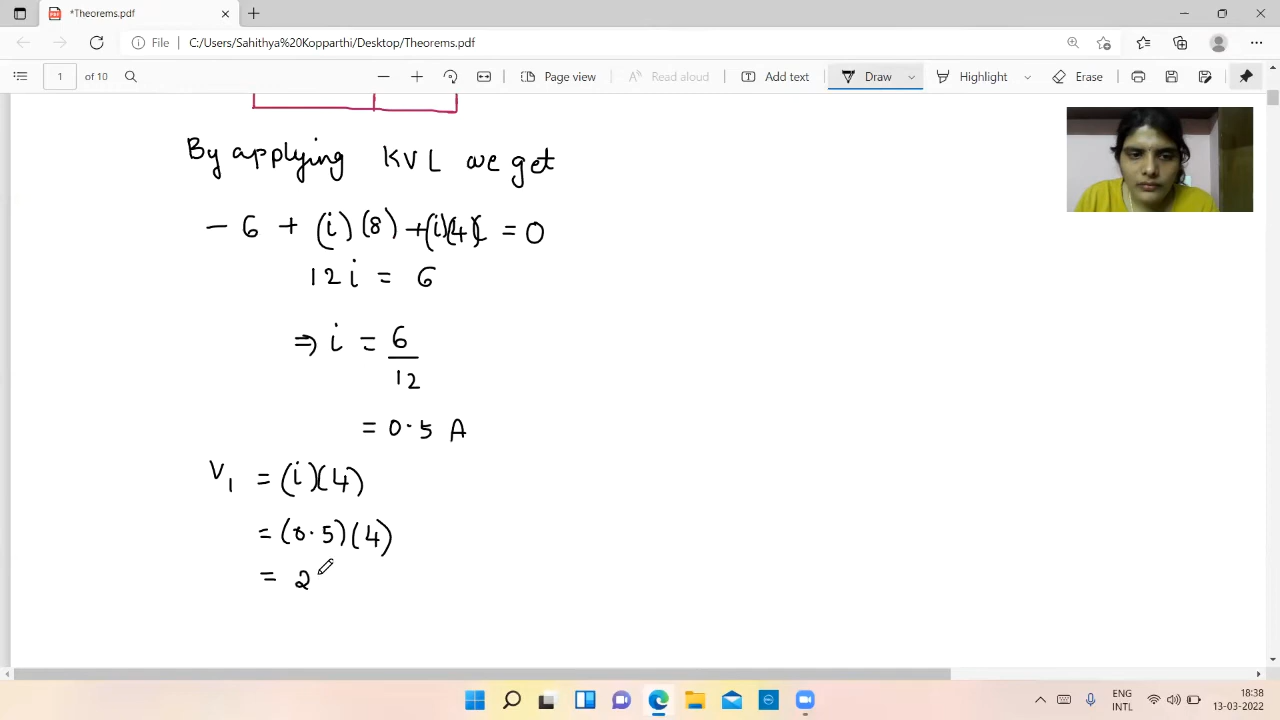 *Theorems.pdf
File C:/Users/Sahithya%20Kopparthi/Desktop/Theorems.pdf
1 of 10 Page view Read aloud Add text Draw Highlight Erase
By applying KVL we get
- 6 + (i)(8) + (i)(4) = 0
12 i = 6
⇒ i = 6/12
= 0.5 A
V1 = (i)(4)
= (0.5)(4)
= 2
ENG 18:38
INTL 13-03-2022